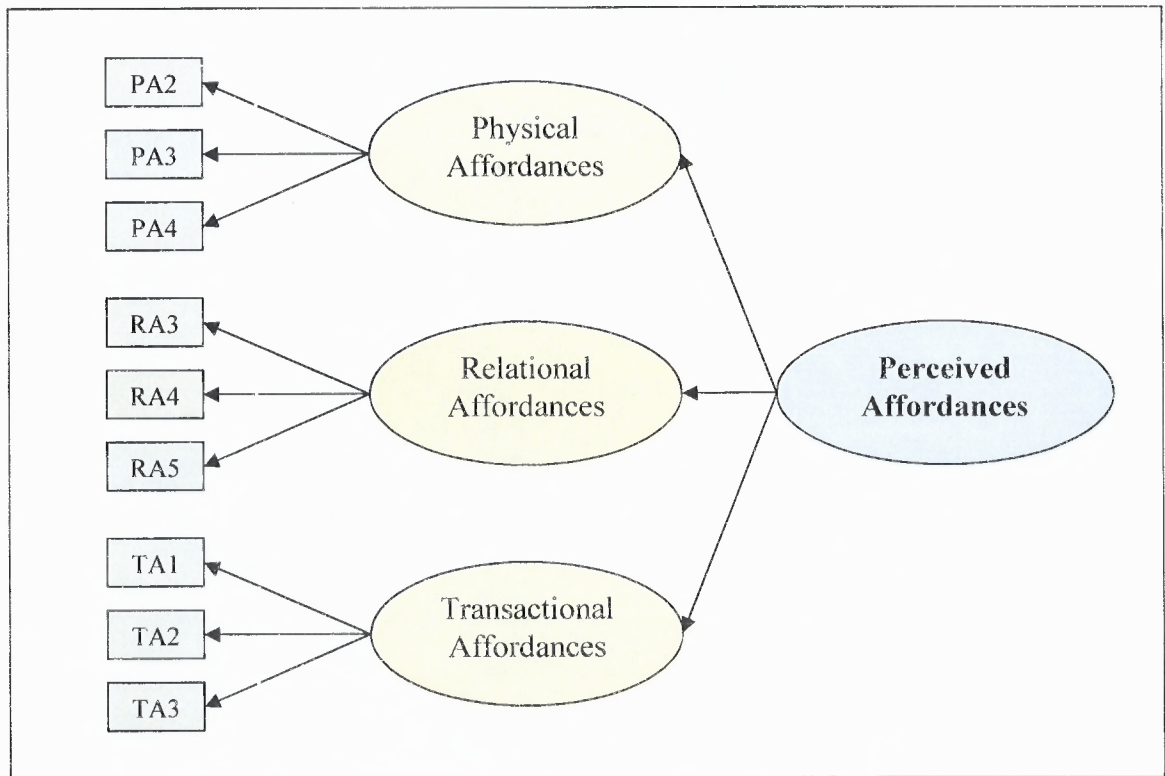 PA2
PA3
PA4
Physical
Affordances
RA3
RA4
RA5
Relational
Affordances
Perceived
Affordances
TA1
TA2
TA3
Transactional
Affordances